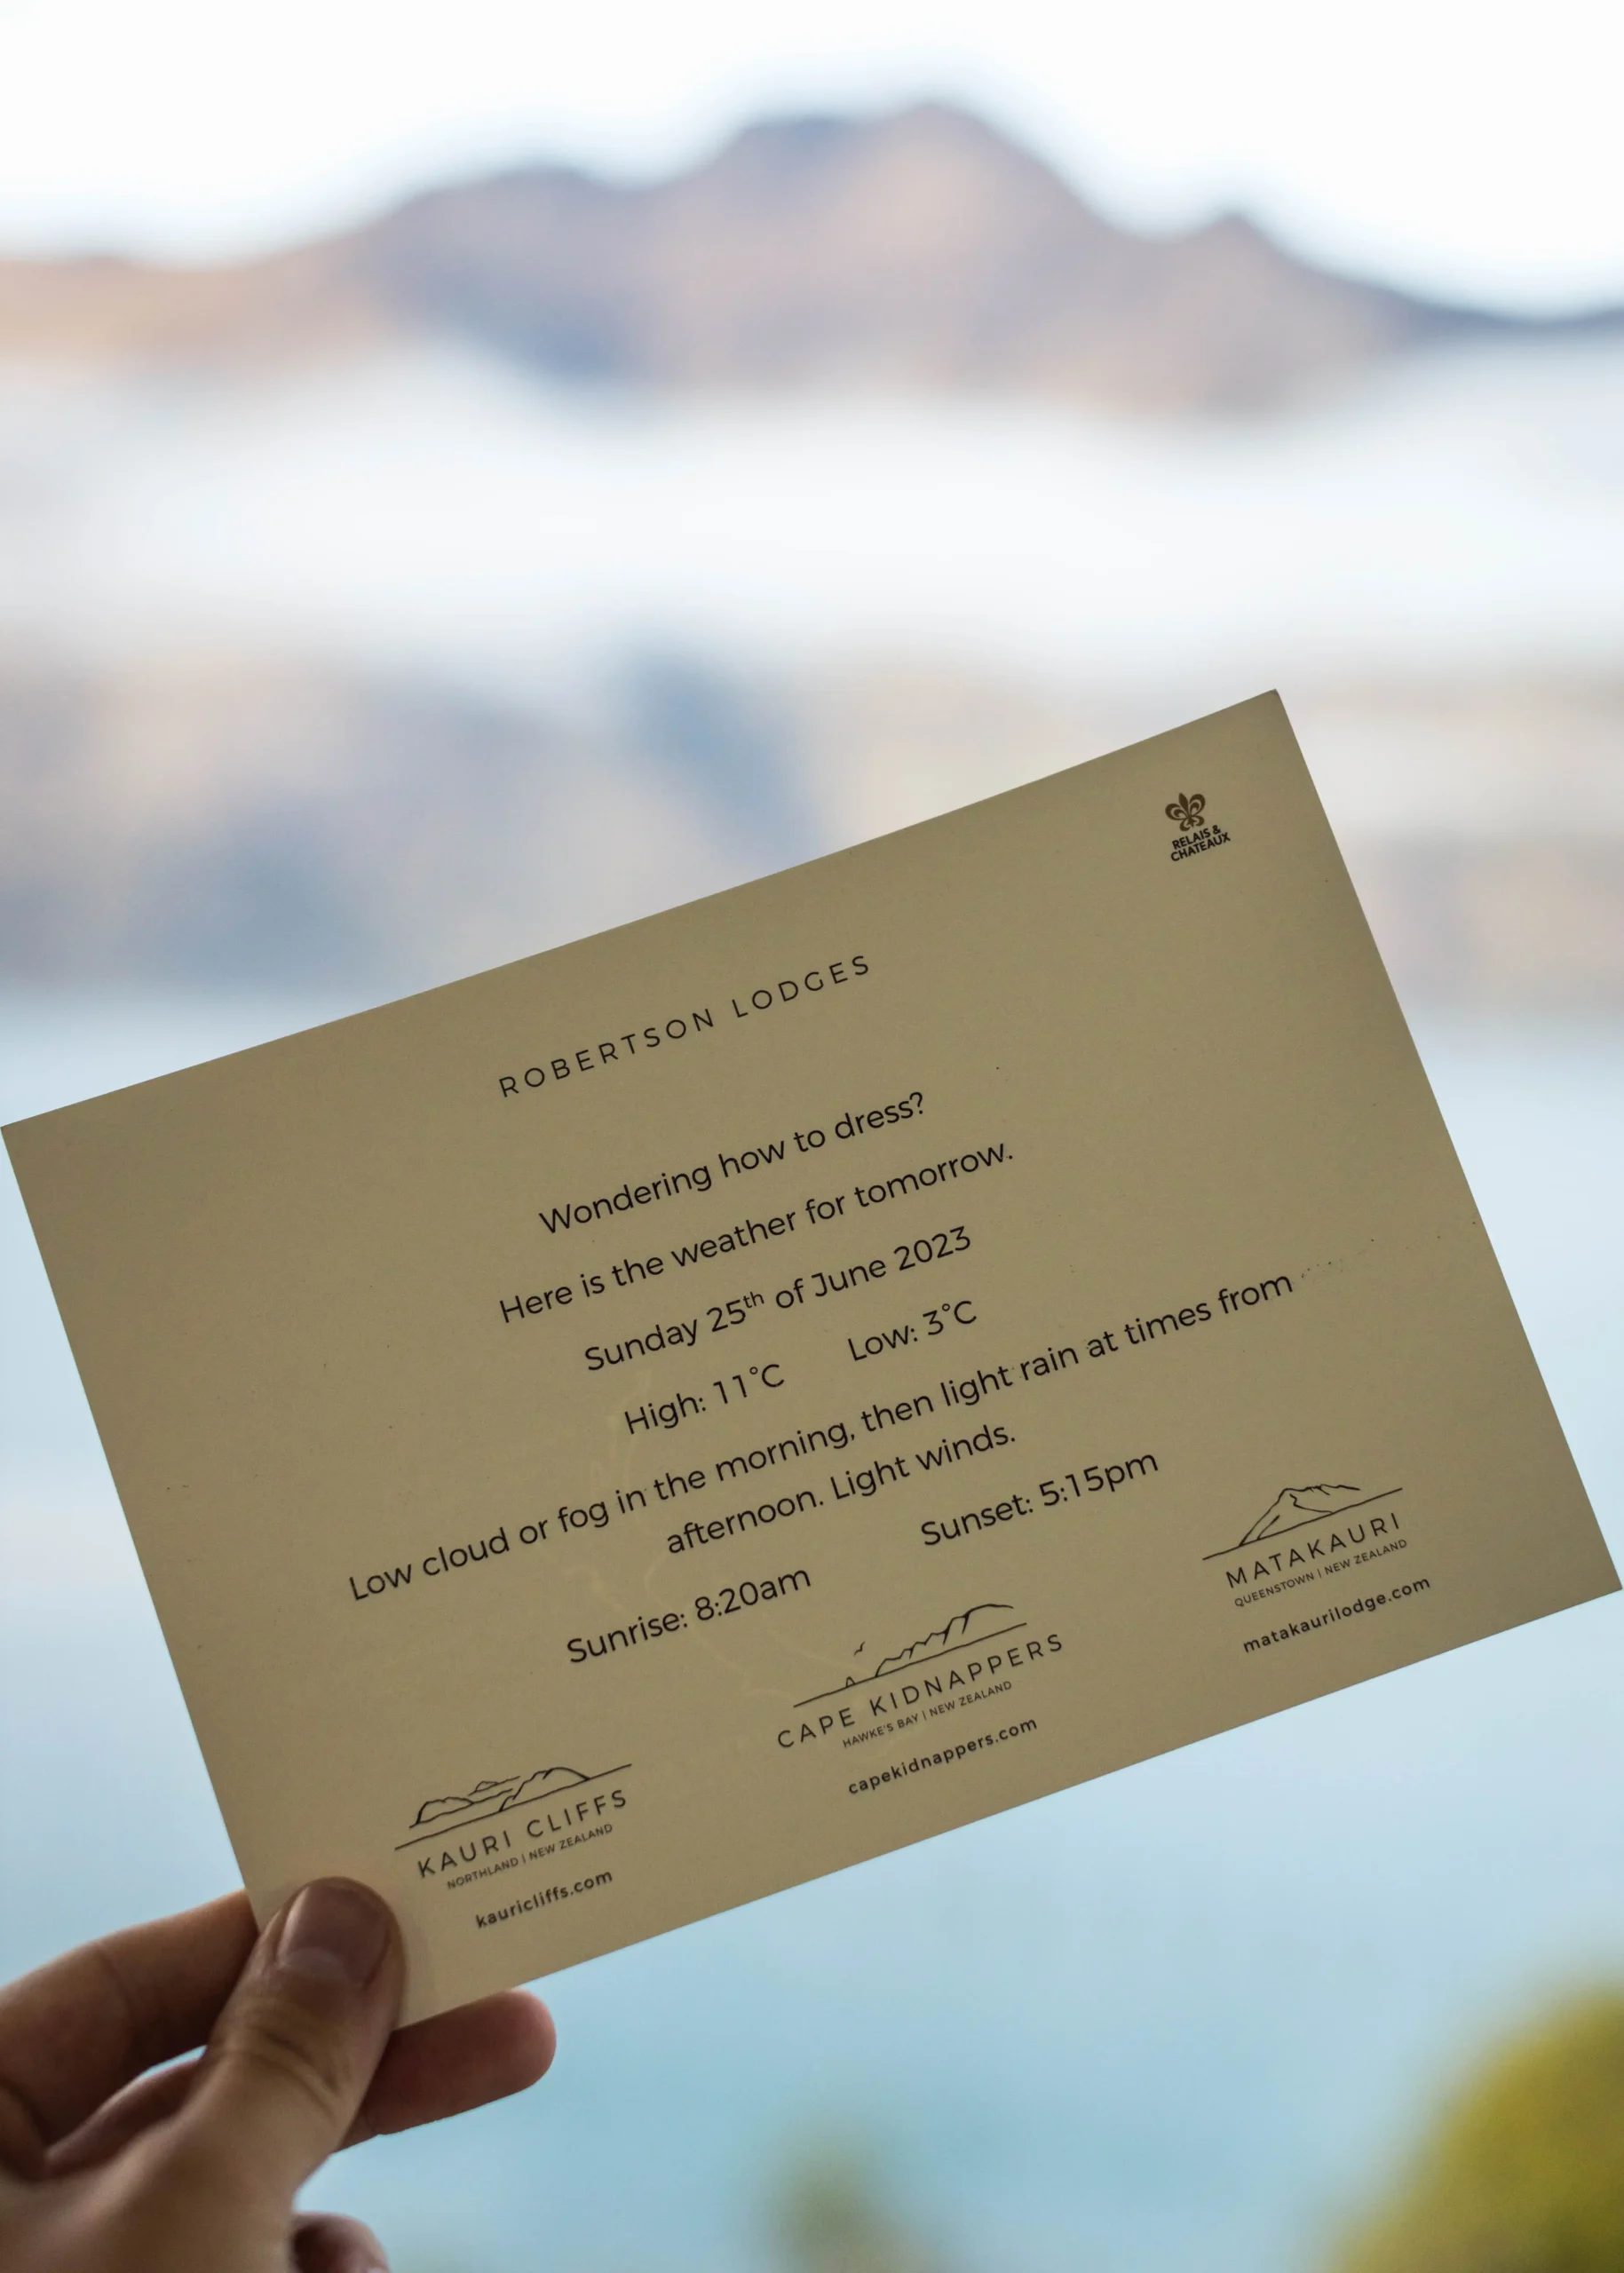 RELAIS &
CHATEAUX
ROBERTSON LODGES
Wondering how to dress?
Here is the weather for tomorrow.
Sunday 25th of June 2023
High: 11°C Low: 3°C
Low cloud or fog in the morning, then light rain at times from
afternoon. Light winds.
Sunrise: 8:20am Sunset: 5:15pm
KAURI CLIFFS
NORTHLAND | NEW ZEALAND
kauricliffs.com
CAPE KIDNAPPERS
HAWKE'S BAY | NEW ZEALAND
capekidnappers.com
MATAKAURI
QUEENSTOWN | NEW ZEALAND
matakaurilodge.com